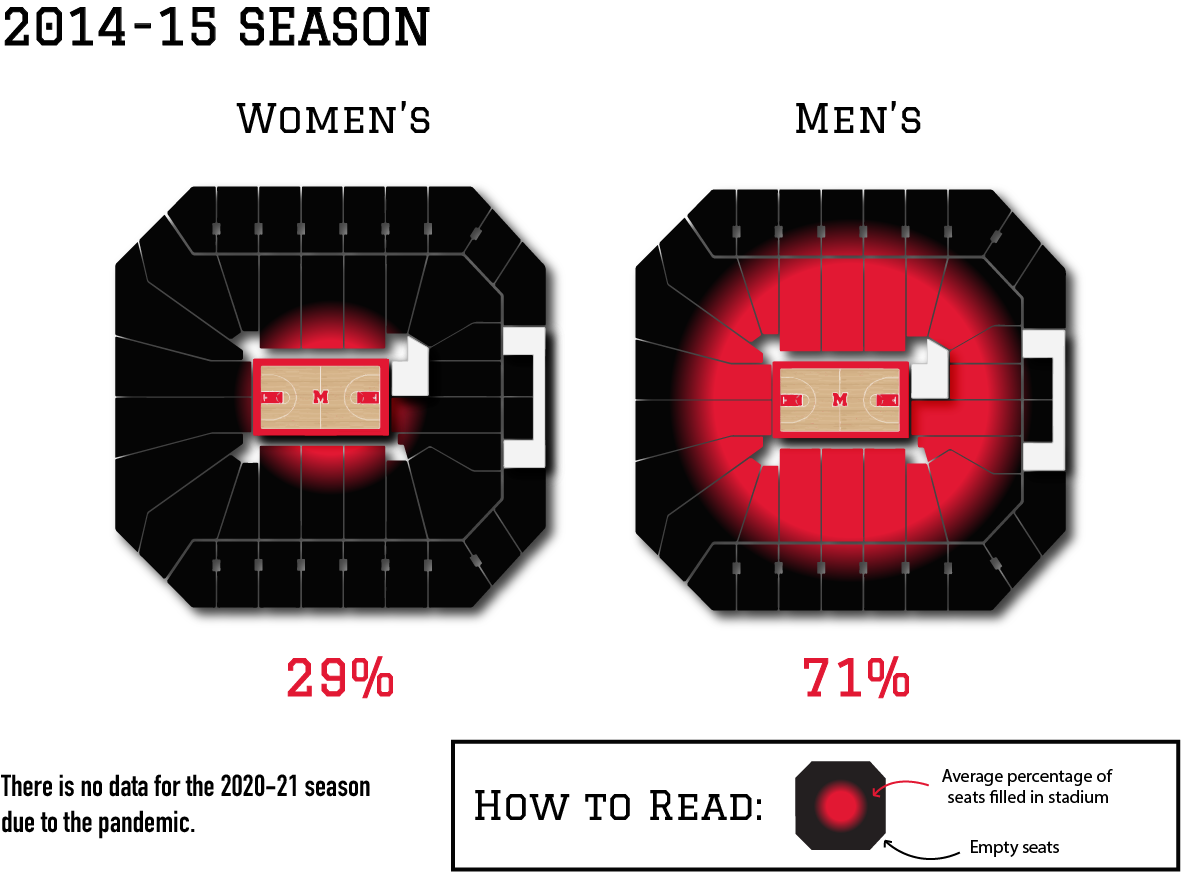 2014-15 SEASON
WOMEN'S
MEN'S
M
M
29%
71%
There is no data for the 2020-21 season
due to the pandemic.
HOW TO READ:
Average percentage of
seats filled in stadium
Empty seats